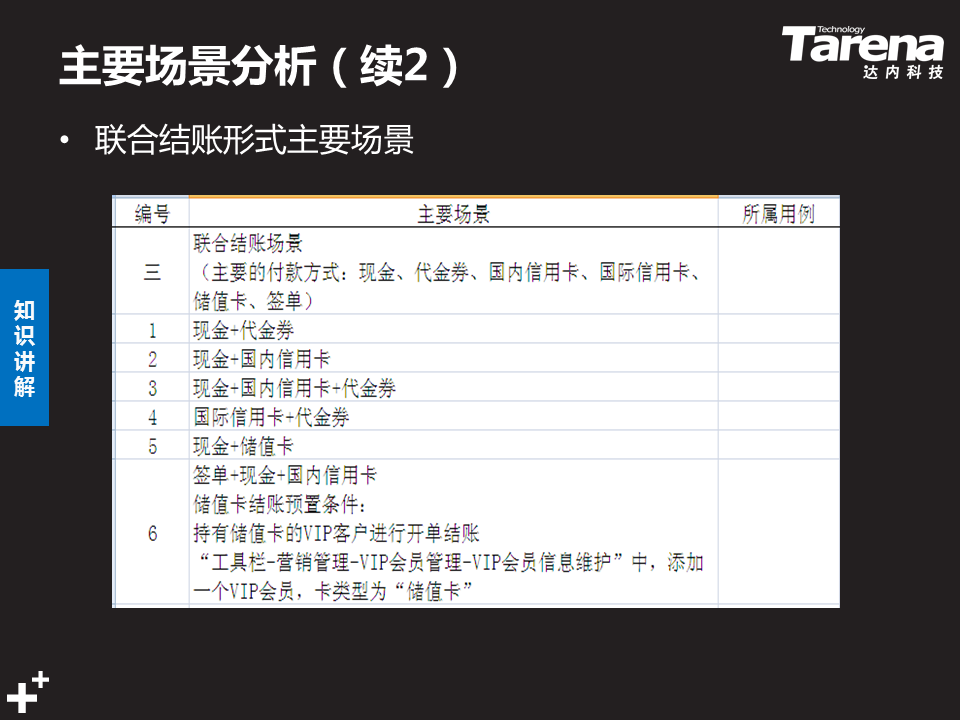 主要场景分析（续2）
Technology
Tarena
达内科技
• 联合结账形式主要场景
知识讲解
编号 主要场景 所属用例
三 联合结账场景
（主要的付款方式：现金、代金券、国内信用卡、国际信用卡、
储值卡、签单）
1 现金+代金券
2 现金+国内信用卡
3 现金+国内信用卡+代金券
4 国际信用卡+代金券
5 现金+储值卡
6 签单+现金+国内信用卡
储值卡结账预置条件：
持有储值卡的VIP客户进行开单结账
“工具栏-营销管理-VIP会员管理-VIP会员信息维护”中，添加
一个VIP会员，卡类型为“储值卡”